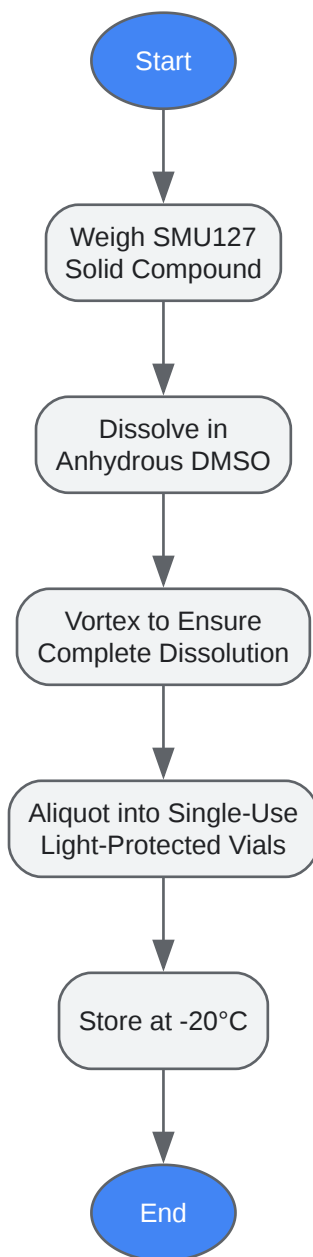 Start
Weigh SMU127
Solid Compound
Dissolve in
Anhydrous DMSO
Vortex to Ensure
Complete Dissolution
Aliquot into Single-Use
Light-Protected Vials
Store at -20°C
End